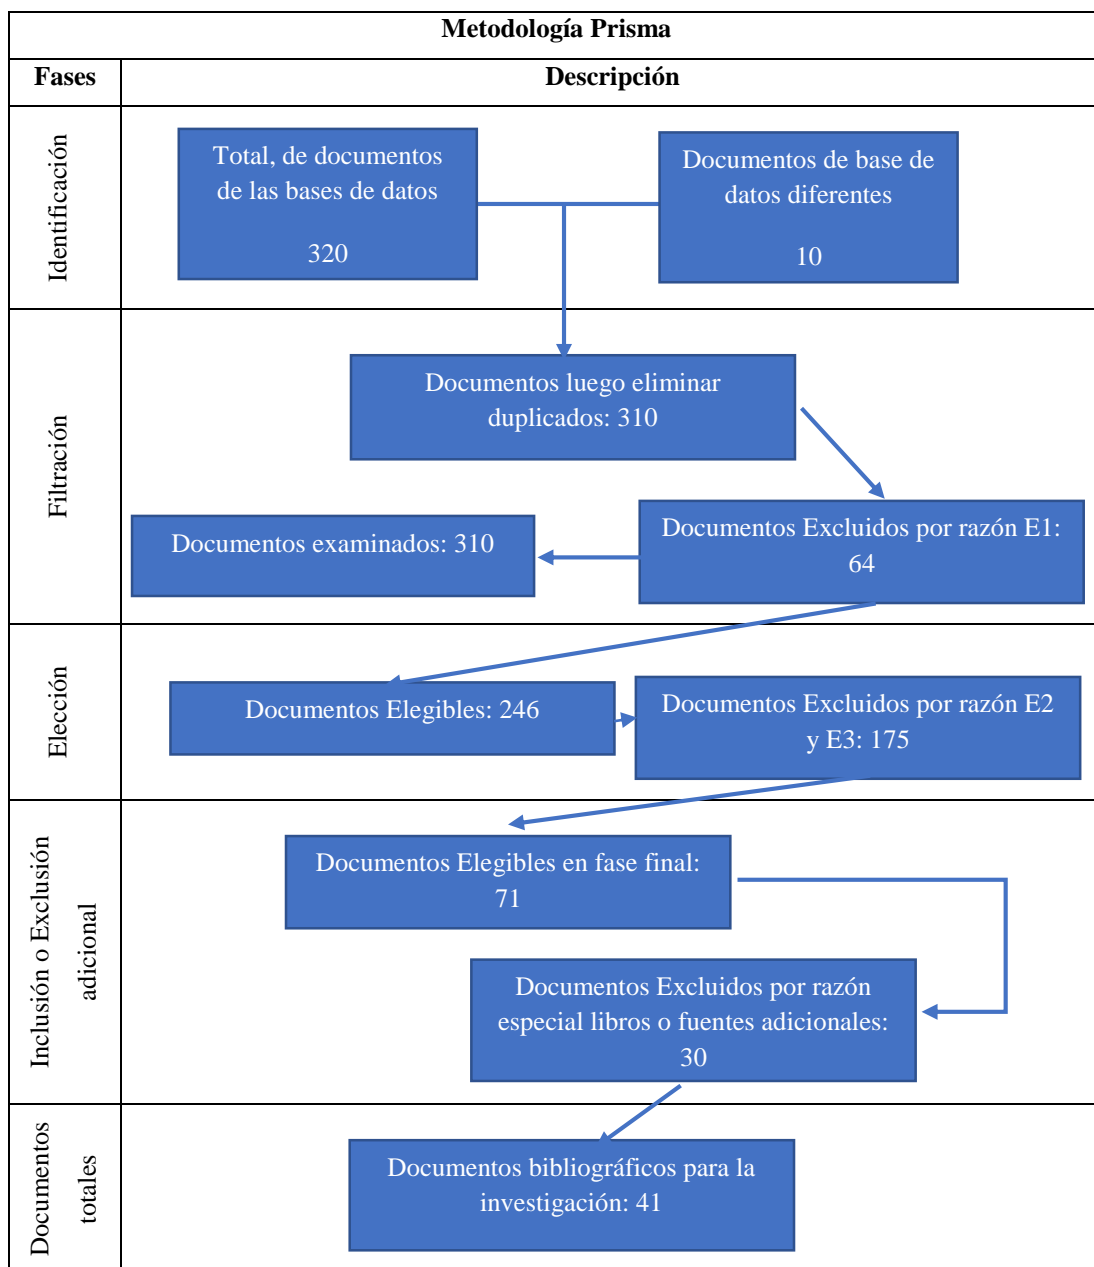 Metodología Prisma
Fases
Descripción
Identificación
Total, de documentos
de las bases de datos
320
Documentos de base de
datos diferentes
10
Filtración
Documentos luego eliminar
duplicados: 310
Documentos Excluidos por razón E1:
64
Documentos examinados: 310
Elección
Documentos Elegibles: 246
Documentos Excluidos por razón E2
y E3: 175
Inclusión o Exclusión
adicional
Documentos Elegibles en fase final:
71
Documentos Excluidos por razón
especial libros o fuentes adicionales:
30
Documentos
totales
Documentos bibliográficos para la
investigación: 41